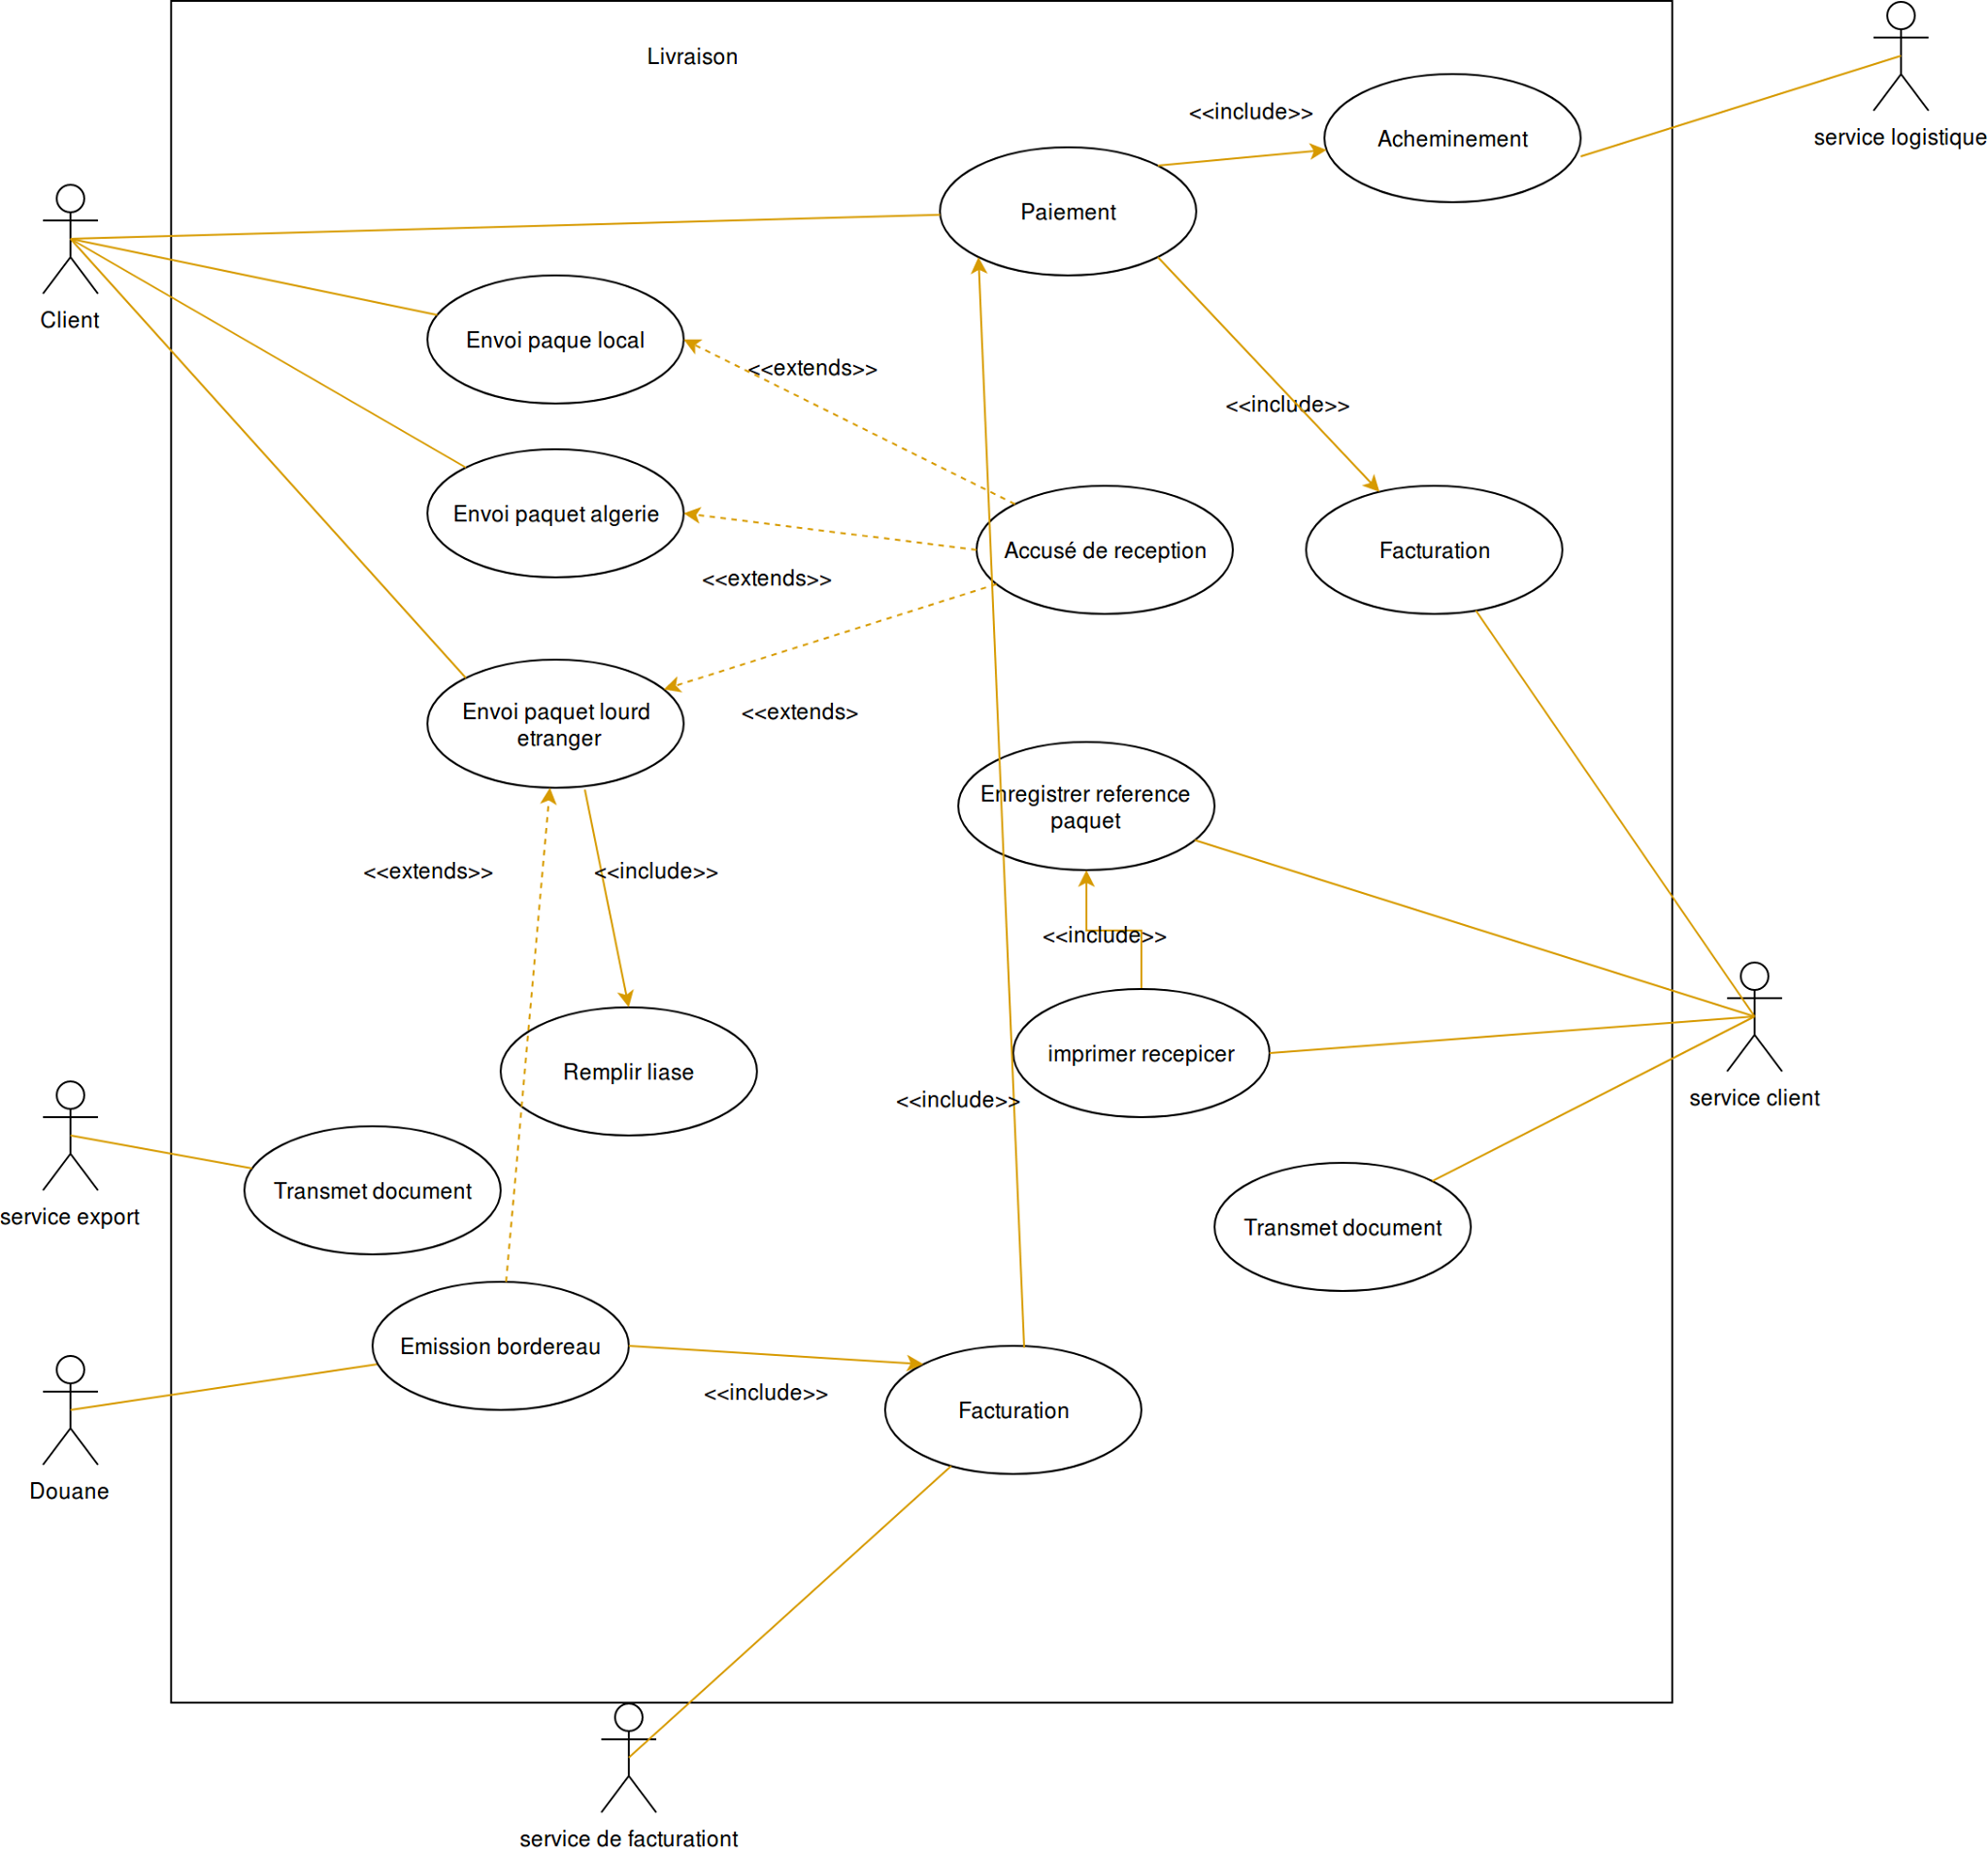 Livraison
<<include>>
Acheminement
service logistique
Paiement
Client
Envoi paque local
<<extends>>
<<include>>
Envoi paquet algerie
Accusé de reception
Facturation
<<extends>>
Envoi paquet lourd
etranger
<<extends>
Enregistrer reference
paquet
<<extends>>
<<include>>
<<include>>
imprimer recepicer
Remplir liase
<<include>>
service client
Transmet document
service export
Transmet document
Emission bordereau
<<include>>
Facturation
Douane
service de facturationt